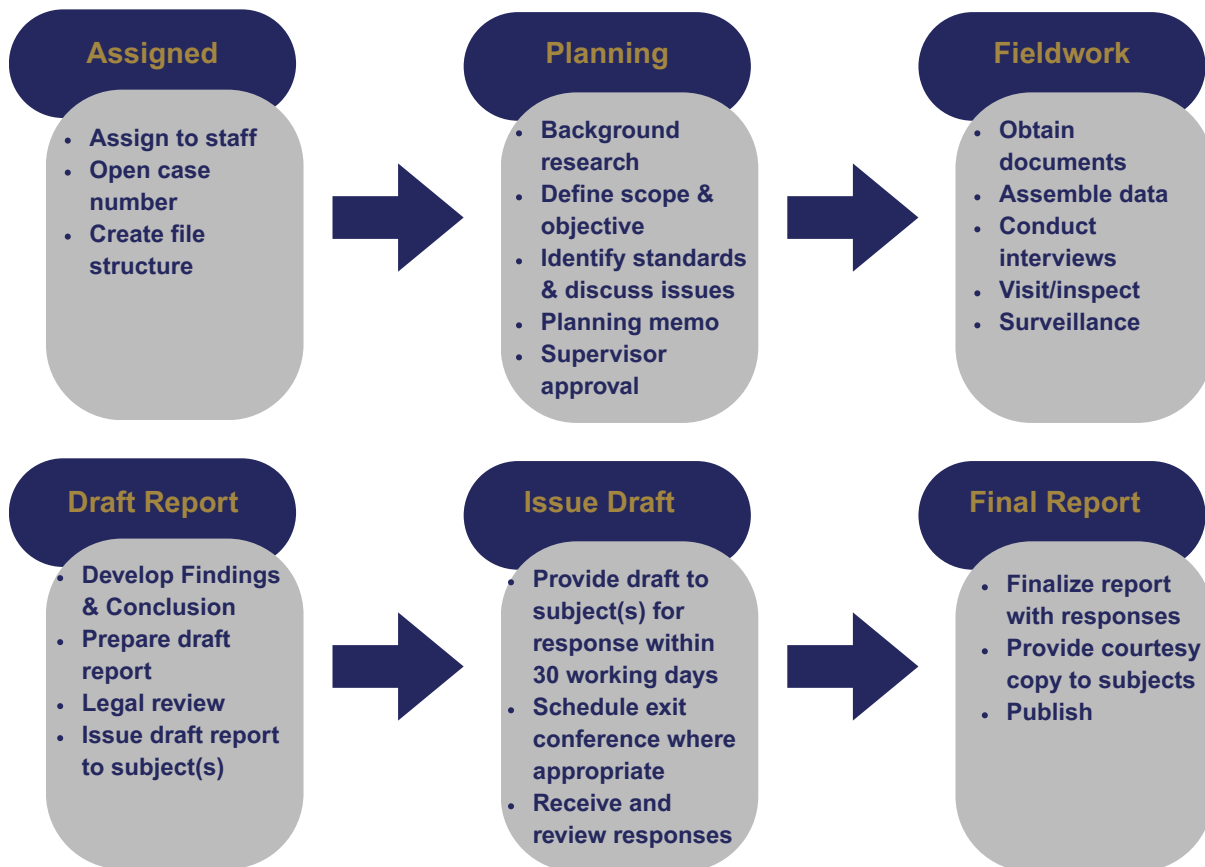 Assigned
• Assign to staff
• Open case
number
• Create file
structure
Planning
• Background
research
• Define scope &
objective
• Identify standards
& discuss issues
• Planning memo
• Supervisor
approval
Fieldwork
• Obtain
documents
• Assemble data
• Conduct
interviews
• Visit/inspect
• Surveillance
Draft Report
• Develop Findings
& Conclusion
• Prepare draft
report
• Legal review
• Issue draft report
to subject(s)
Issue Draft
• Provide draft to
subject(s) for
response within
30 working days
• Schedule exit
conference where
appropriate
• Receive and
review responses
Final Report
• Finalize report
with responses
• Provide courtesy
copy to subjects
• Publish